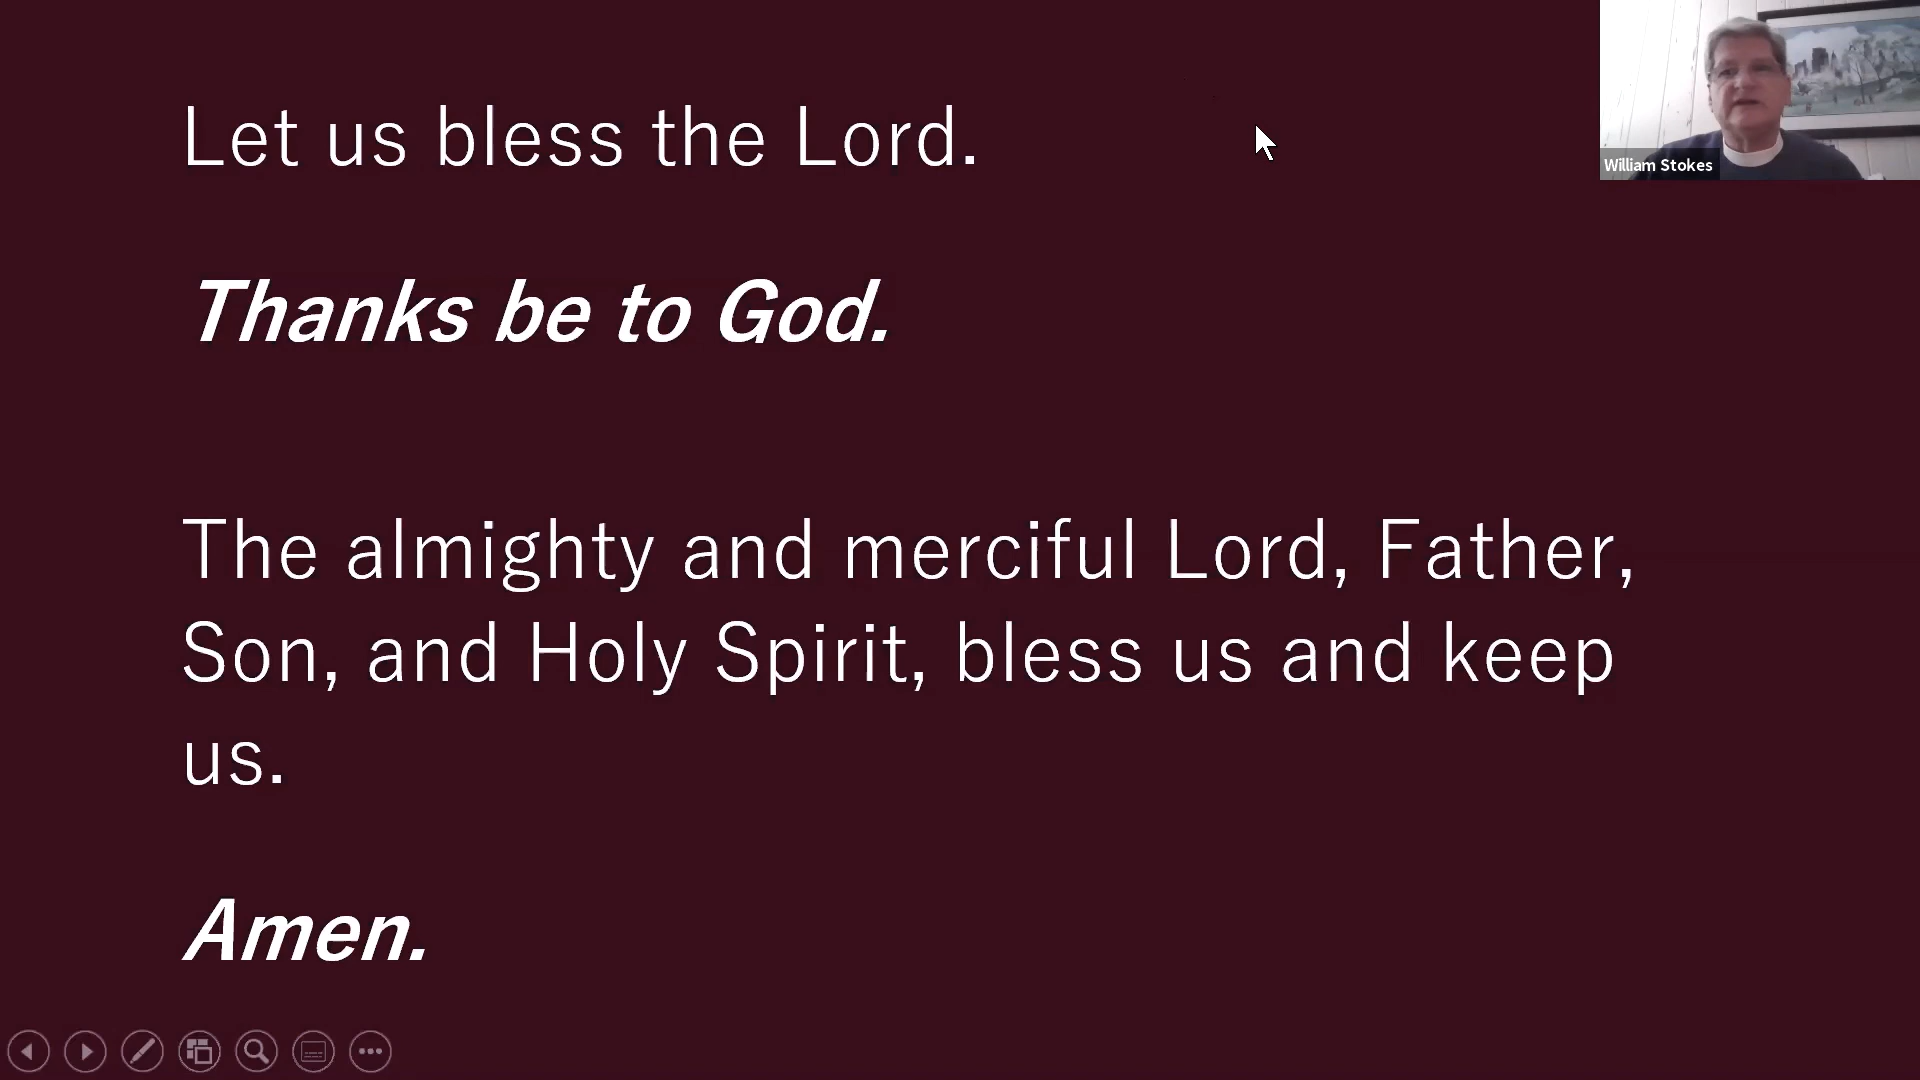 Let us bless the Lord.
William Stokes
Thanks be to God.
The almighty and merciful Lord, Father,
Son, and Holy Spirit, bless us and keep
us.
Amen.